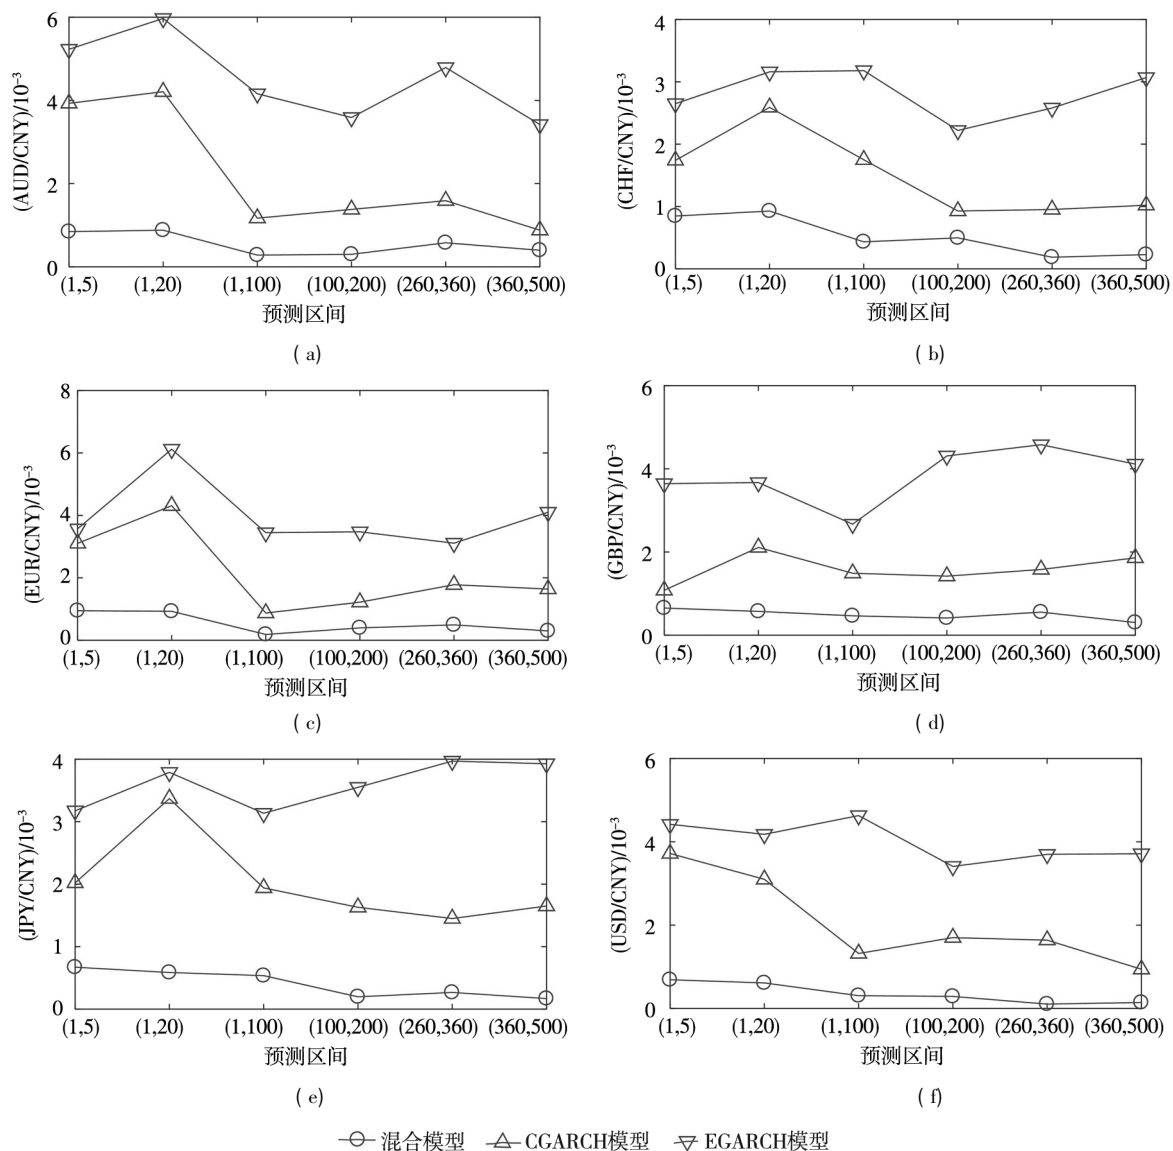 6
4
2
0
(AUD/CNY)/10⁻³
(1,5) (1,20) (1,100) (100,200) (260,360) (360,500)
预测区间
( a)
4
3
2
1
0
(CHF/CNY)/10⁻³
(1,5) (1,20) (1,100) (100,200) (260,360) (360,500)
预测区间
( b)
8
6
4
2
0
(EUR/CNY)/10⁻³
(1,5) (1,20) (1,100) (100,200) (260,360) (360,500)
预测区间
( c)
6
4
2
0
(GBP/CNY)/10⁻³
(1,5) (1,20) (1,100) (100,200) (260,360) (360,500)
预测区间
( d)
4
3
2
1
0
(JPY/CNY)/10⁻³
(1,5) (1,20) (1,100) (100,200) (260,360) (360,500)
预测区间
( e)
6
4
2
0
(USD/CNY)/10⁻³
(1,5) (1,20) (1,100) (100,200) (260,360) (360,500)
预测区间
( f)
混合模型 CGARCH模型 EGARCH模型